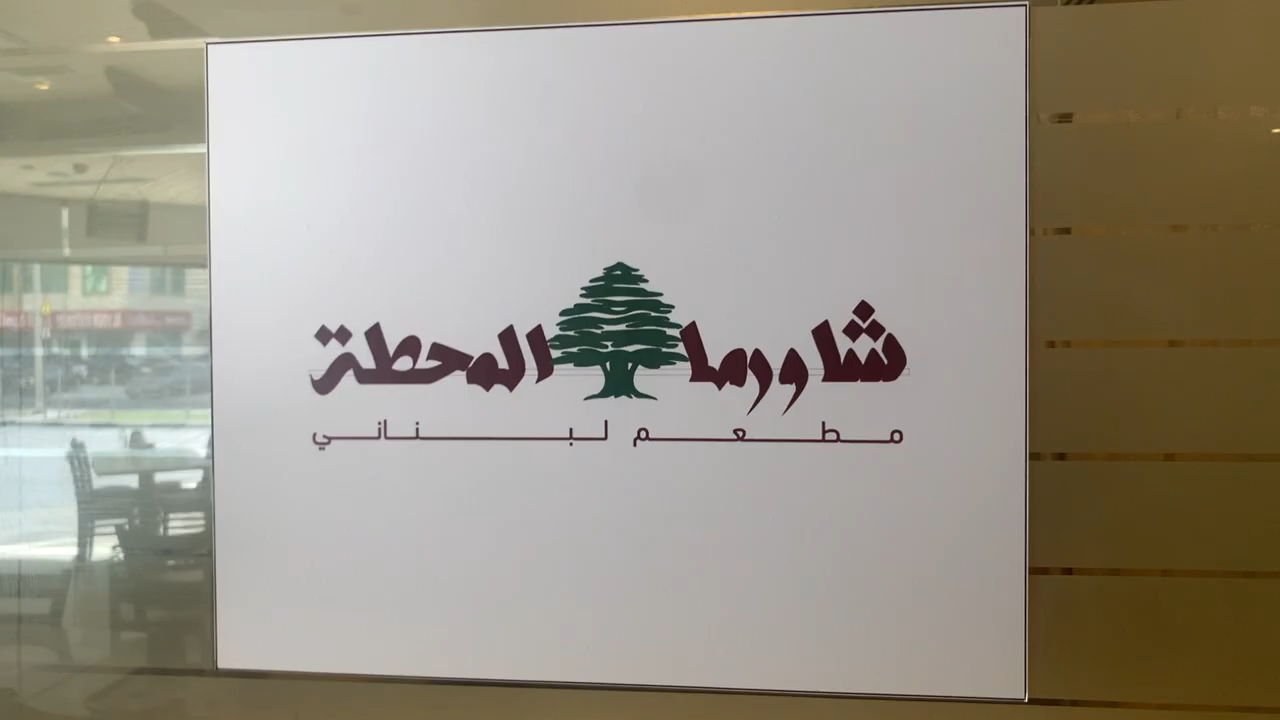 شاورما المحطة
مطعم لبناني